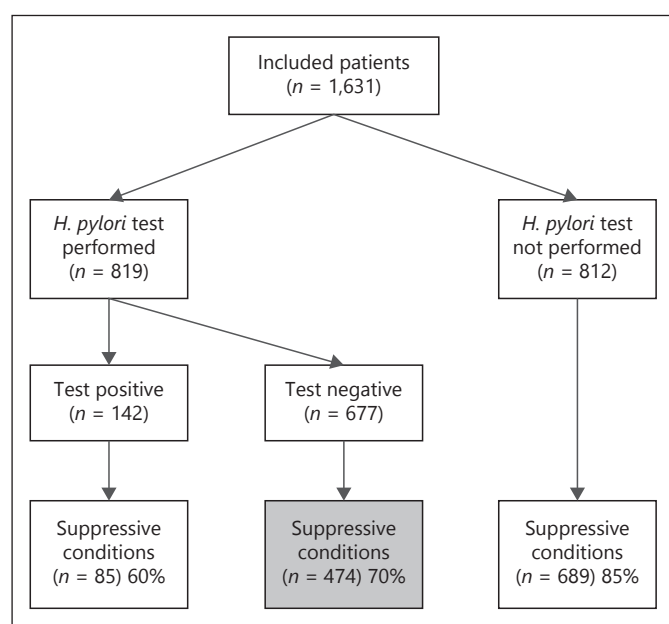 Included patients
(n = 1,631)
H. pylori test
performed
(n = 819)
H. pylori test
not performed
(n = 812)
Test positive
(n = 142)
Test negative
(n = 677)
Suppressive
conditions
(n = 85) 60%
Suppressive
conditions
(n = 474) 70%
Suppressive
conditions
(n = 689) 85%